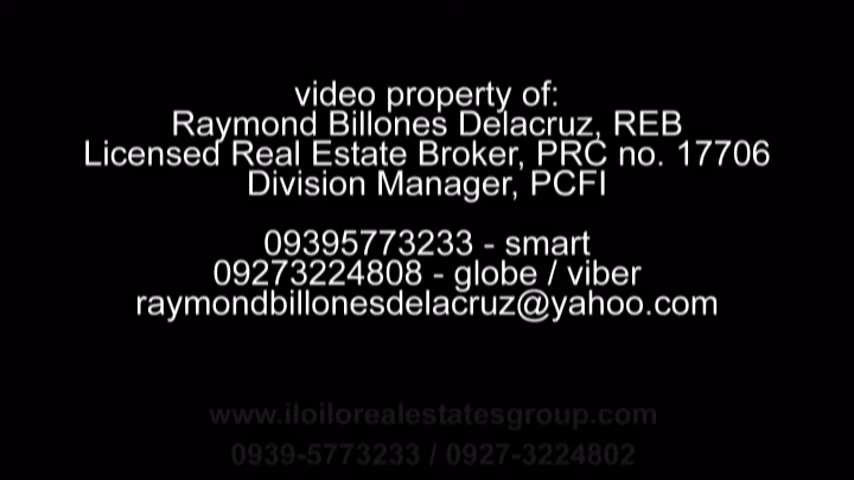 video property of:
Raymond Billones Delacruz, REB
Licensed Real Estate Broker, PRC no. 17706
Division Manager, PCFI
09395773233 - smart
09273224808 - globe / viber
raymondbillonesdelacruz@yahoo.com
www.iloilorealestatesgroup.com
0939-5773233 / 0927-3224802